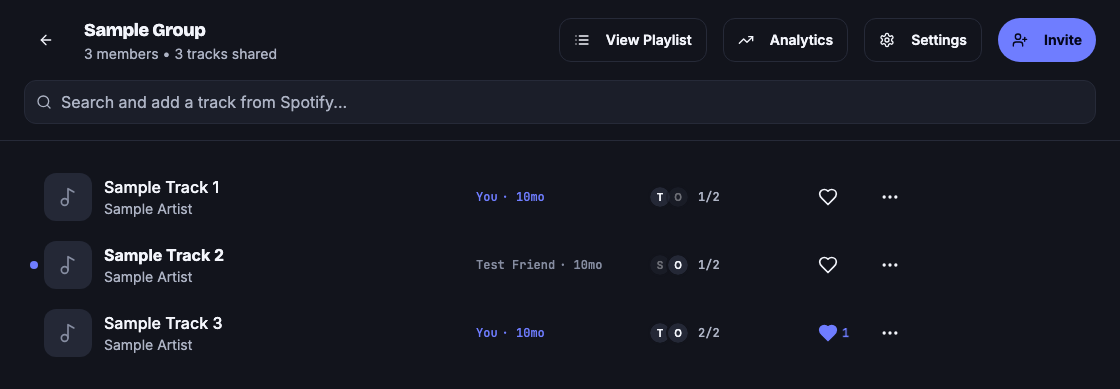 Sample Group
3 members • 3 tracks shared
View Playlist
Analytics
Settings
Invite
Search and add a track from Spotify...
Sample Track 1
Sample Artist
You · 10mo
T O 1/2
Sample Track 2
Sample Artist
Test Friend · 10mo
S O 1/2
Sample Track 3
Sample Artist
You · 10mo
T O 2/2
1